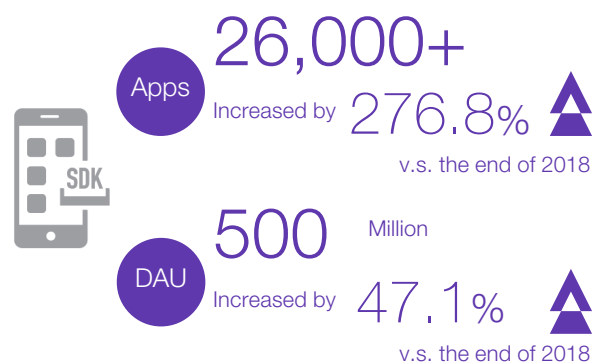 26,000+
Apps
Increased by 276.8%
v.s. the end of 2018
SDK
500 Million
DAU
Increased by 47.1%
v.s. the end of 2018